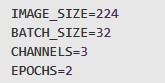 IMAGE_SIZE=224
BATCH_SIZE=32
CHANNELS=3
EPOCHS=2